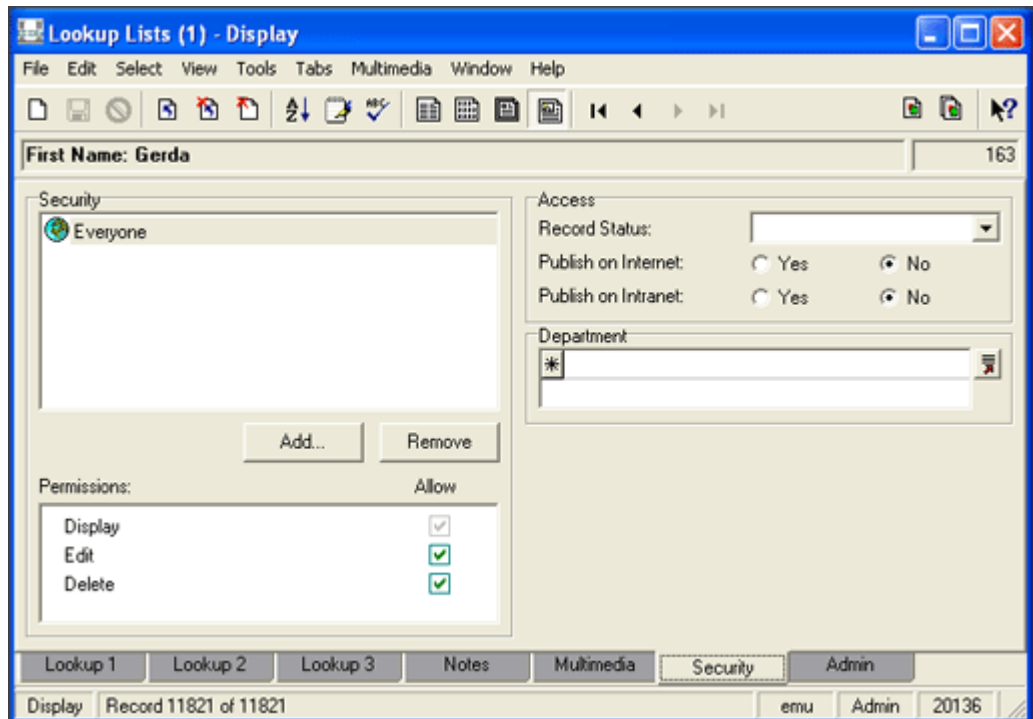 Lookup Lists (1) - Display
File Edit Select View Tools Tabs Multimedia Window Help
First Name: Gerda 163
Security
Everyone
Add... Remove
Permissions: Allow
Display
Edit
Delete
Access
Record Status:
Publish on Internet: Yes No
Publish on Intranet: Yes No
Department
Lookup 1 Lookup 2 Lookup 3 Notes Multimedia Security Admin
Display Record 11821 of 11821 emu Admin 20136